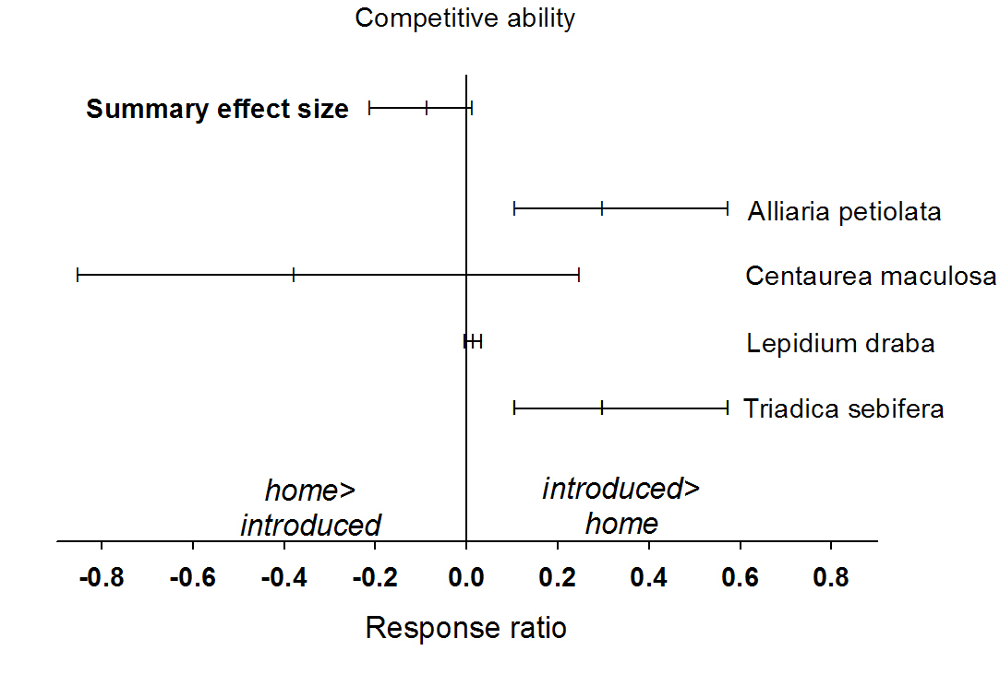 Competitive ability
Summary effect size
Alliaria petiolata
Centaurea maculosa
Lepidium draba
Triadica sebifera
home>
introduced
introduced>
home
-0.8 -0.6 -0.4 -0.2 0.0 0.2 0.4 0.6 0.8
Response ratio